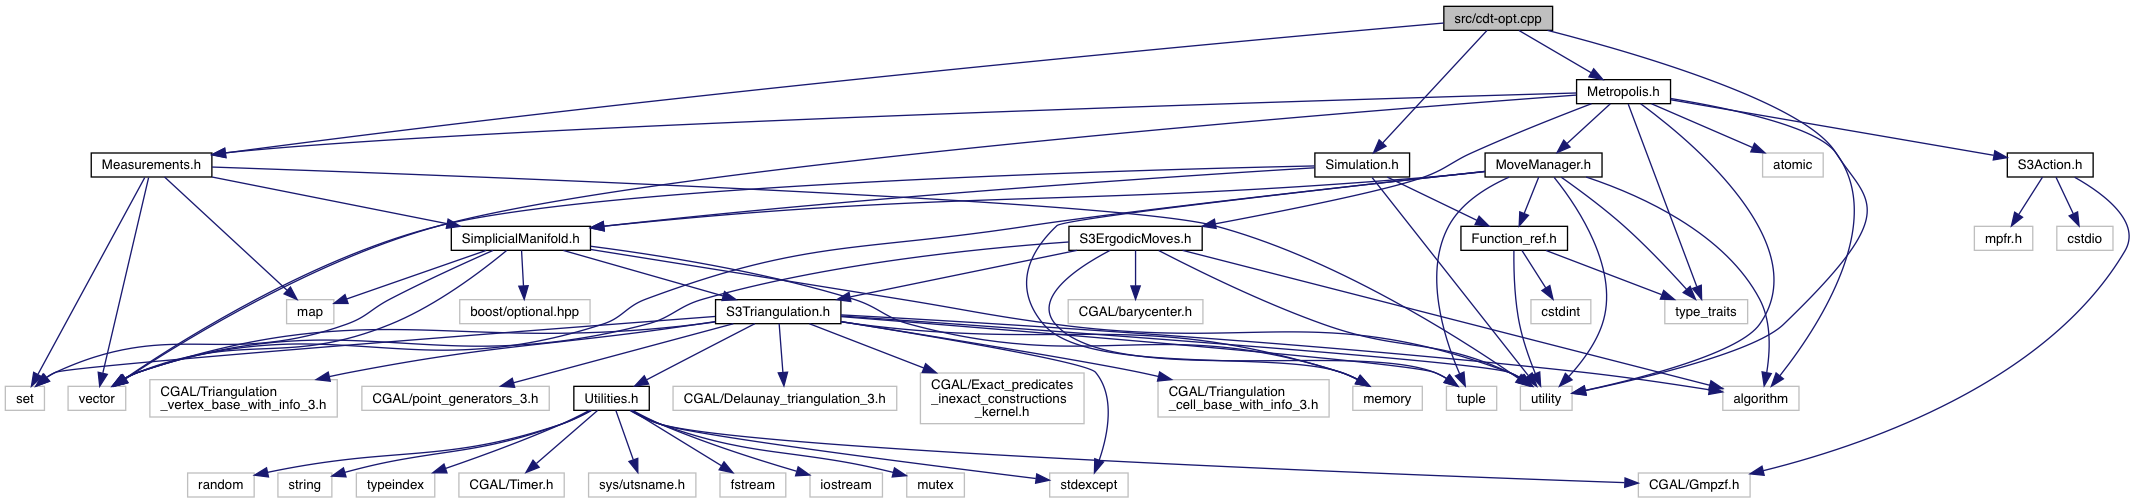 src/cdt-opt.cpp
Metropolis.h
Measurements.h
Simulation.h
MoveManager.h
atomic
S3Action.h
SimplicialManifold.h
S3ErgodicMoves.h
Function_ref.h
mpfr.h
cstdio
map
boost/optional.hpp
S3Triangulation.h
CGAL/barycenter.h
cstdint
type_traits
set
vector
CGAL/Triangulation
_vertex_base_with_info_3.h
CGAL/point_generators_3.h
Utilities.h
CGAL/Delaunay_triangulation_3.h
CGAL/Exact_predicates
_inexact_constructions
_kernel.h
CGAL/Triangulation
_cell_base_with_info_3.h
memory
tuple
utility
algorithm
random
string
typeindex
CGAL/Timer.h
sys/utsname.h
fstream
iostream
mutex
stdexcept
CGAL/Gmpzf.h